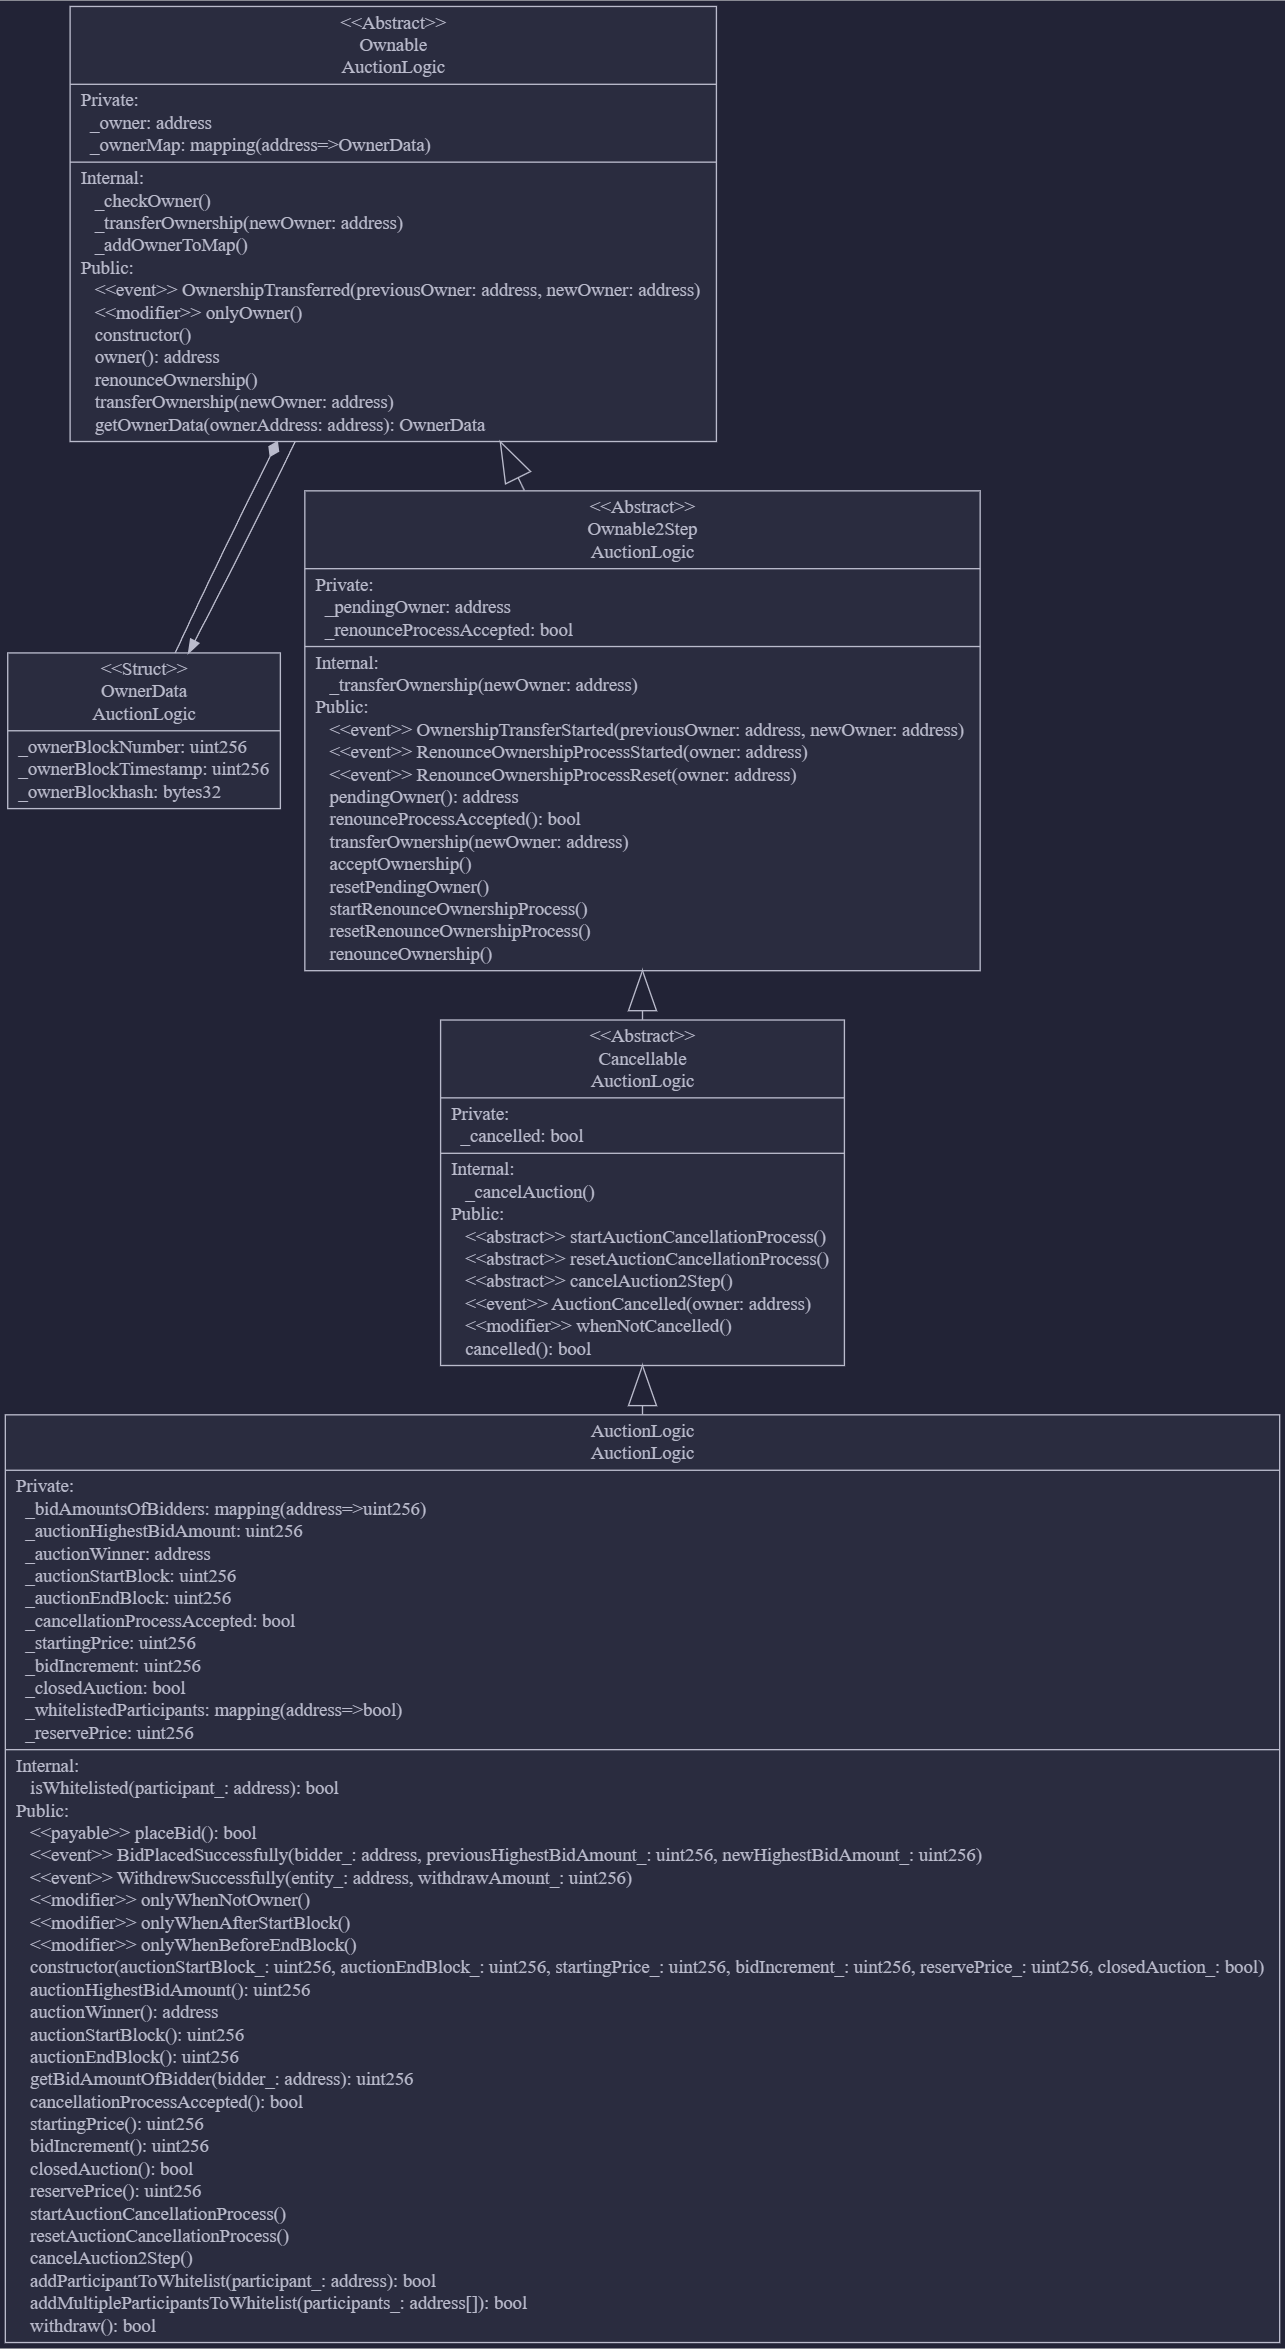 <<Abstract>>
Ownable
AuctionLogic
Private:
_owner: address
_ownerMap: mapping(address=>OwnerData)
Internal:
_checkOwner()
_transferOwnership(newOwner: address)
_addOwnerToMap()
Public:
<<event>> OwnershipTransferred(previousOwner: address, newOwner: address)
<<modifier>> onlyOwner()
constructor()
owner(): address
renounceOwnership()
transferOwnership(newOwner: address)
getOwnerData(ownerAddress: address): OwnerData
<<Abstract>>
Ownable2Step
AuctionLogic
Private:
_pendingOwner: address
_renounceProcessAccepted: bool
Internal:
_transferOwnership(newOwner: address)
Public:
<<event>> OwnershipTransferStarted(previousOwner: address, newOwner: address)
<<event>> RenounceOwnershipProcessStarted(owner: address)
<<event>> RenounceOwnershipProcessReset(owner: address)
pendingOwner(): address
renounceProcessAccepted(): bool
transferOwnership(newOwner: address)
acceptOwnership()
resetPendingOwner()
startRenounceOwnershipProcess()
resetRenounceOwnershipProcess()
renounceOwnership()
<<Struct>>
OwnerData
AuctionLogic
_ownerBlockNumber: uint256
_ownerBlockTimestamp: uint256
_ownerBlockhash: bytes32
<<Abstract>>
Cancellable
AuctionLogic
Private:
_cancelled: bool
Internal:
_cancelAuction()
Public:
<<abstract>> startAuctionCancellationProcess()
<<abstract>> resetAuctionCancellationProcess()
<<abstract>> cancelAuction2Step()
<<event>> AuctionCancelled(owner: address)
<<modifier>> whenNotCancelled()
cancelled(): bool
AuctionLogic
AuctionLogic
Private:
_bidAmountsOfBidders: mapping(address=>uint256)
_auctionHighestBidAmount: uint256
_auctionWinner: address
_auctionStartBlock: uint256
_auctionEndBlock: uint256
_cancellationProcessAccepted: bool
_startingPrice: uint256
_bidIncrement: uint256
_closedAuction: bool
_whitelistedParticipants: mapping(address=>bool)
_reservePrice: uint256
Internal:
isWhitelisted(participant_: address): bool
Public:
<<payable>> placeBid(): bool
<<event>> BidPlacedSuccessfully(bidder_: address, previousHighestBidAmount_: uint256, newHighestBidAmount_: uint256)
<<event>> WithdrewSuccessfully(entity_: address, withdrawAmount_: uint256)
<<modifier>> onlyWhenNotOwner()
<<modifier>> onlyWhenAfterStartBlock()
<<modifier>> onlyWhenBeforeEndBlock()
constructor(auctionStartBlock_: uint256, auctionEndBlock_: uint256, startingPrice_: uint256, bidIncrement_: uint256, reservePrice_: uint256, closedAuction_: bool)
auctionHighestBidAmount(): uint256
auctionWinner(): address
auctionStartBlock(): uint256
auctionEndBlock(): uint256
getBidAmountOfBidder(bidder_: address): uint256
cancellationProcessAccepted(): bool
startingPrice(): uint256
bidIncrement(): uint256
closedAuction(): bool
reservePrice(): uint256
startAuctionCancellationProcess()
resetAuctionCancellationProcess()
cancelAuction2Step()
addParticipantToWhitelist(participant_: address): bool
addMultipleParticipantsToWhitelist(participants_: address[]): bool
withdraw(): bool